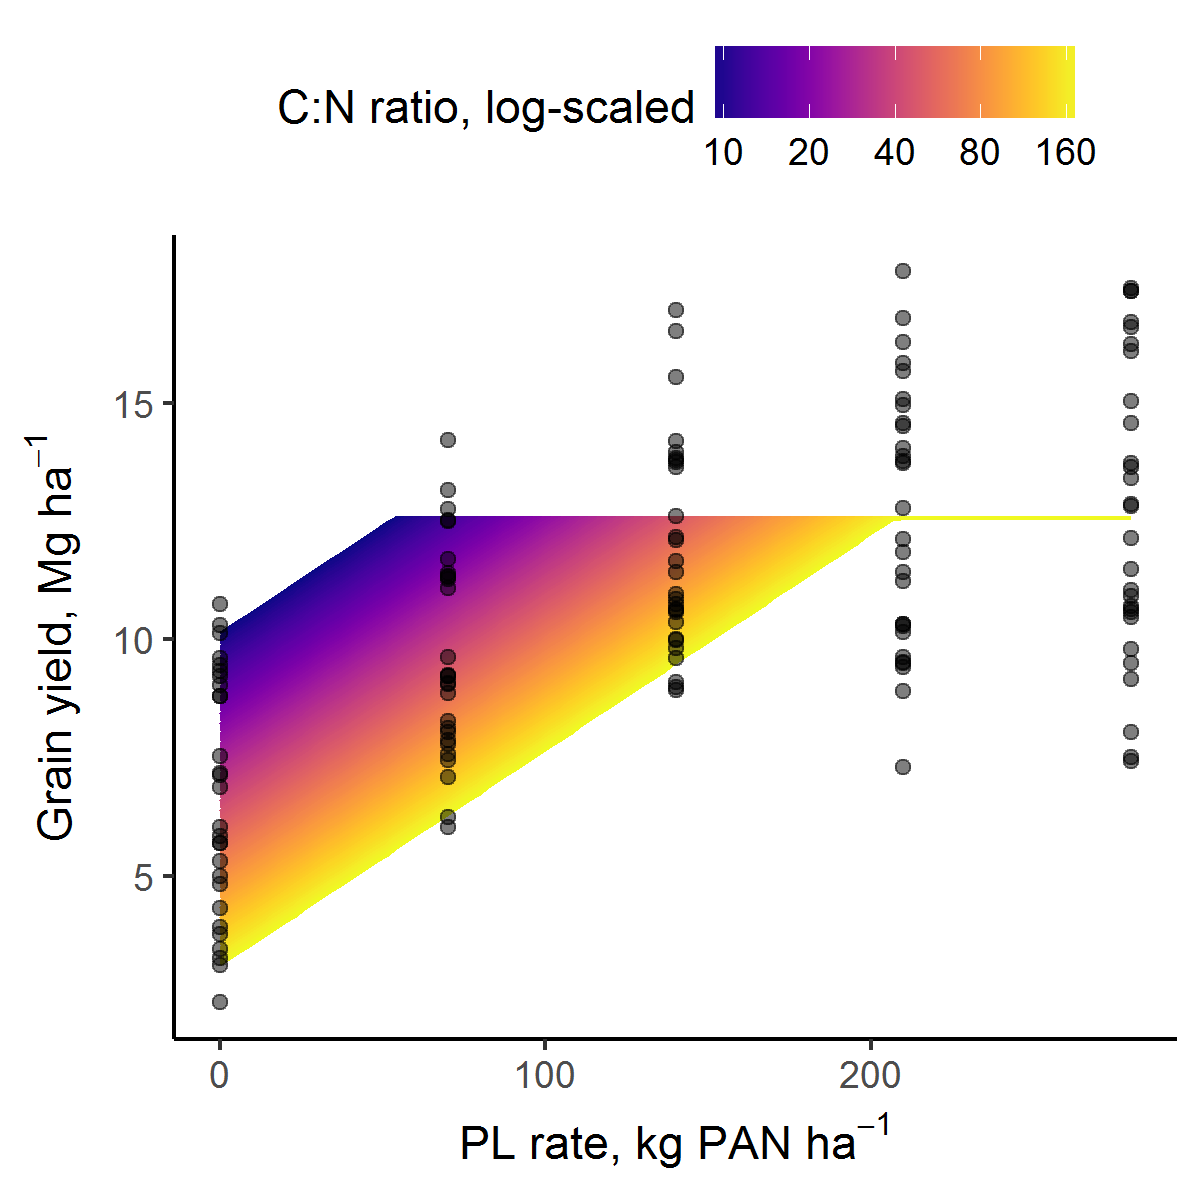 C:N ratio, log-scaled
10 20 40 80 160
Grain yield, Mg ha⁻¹
15
10
5
0 100 200
PL rate, kg PAN ha⁻¹